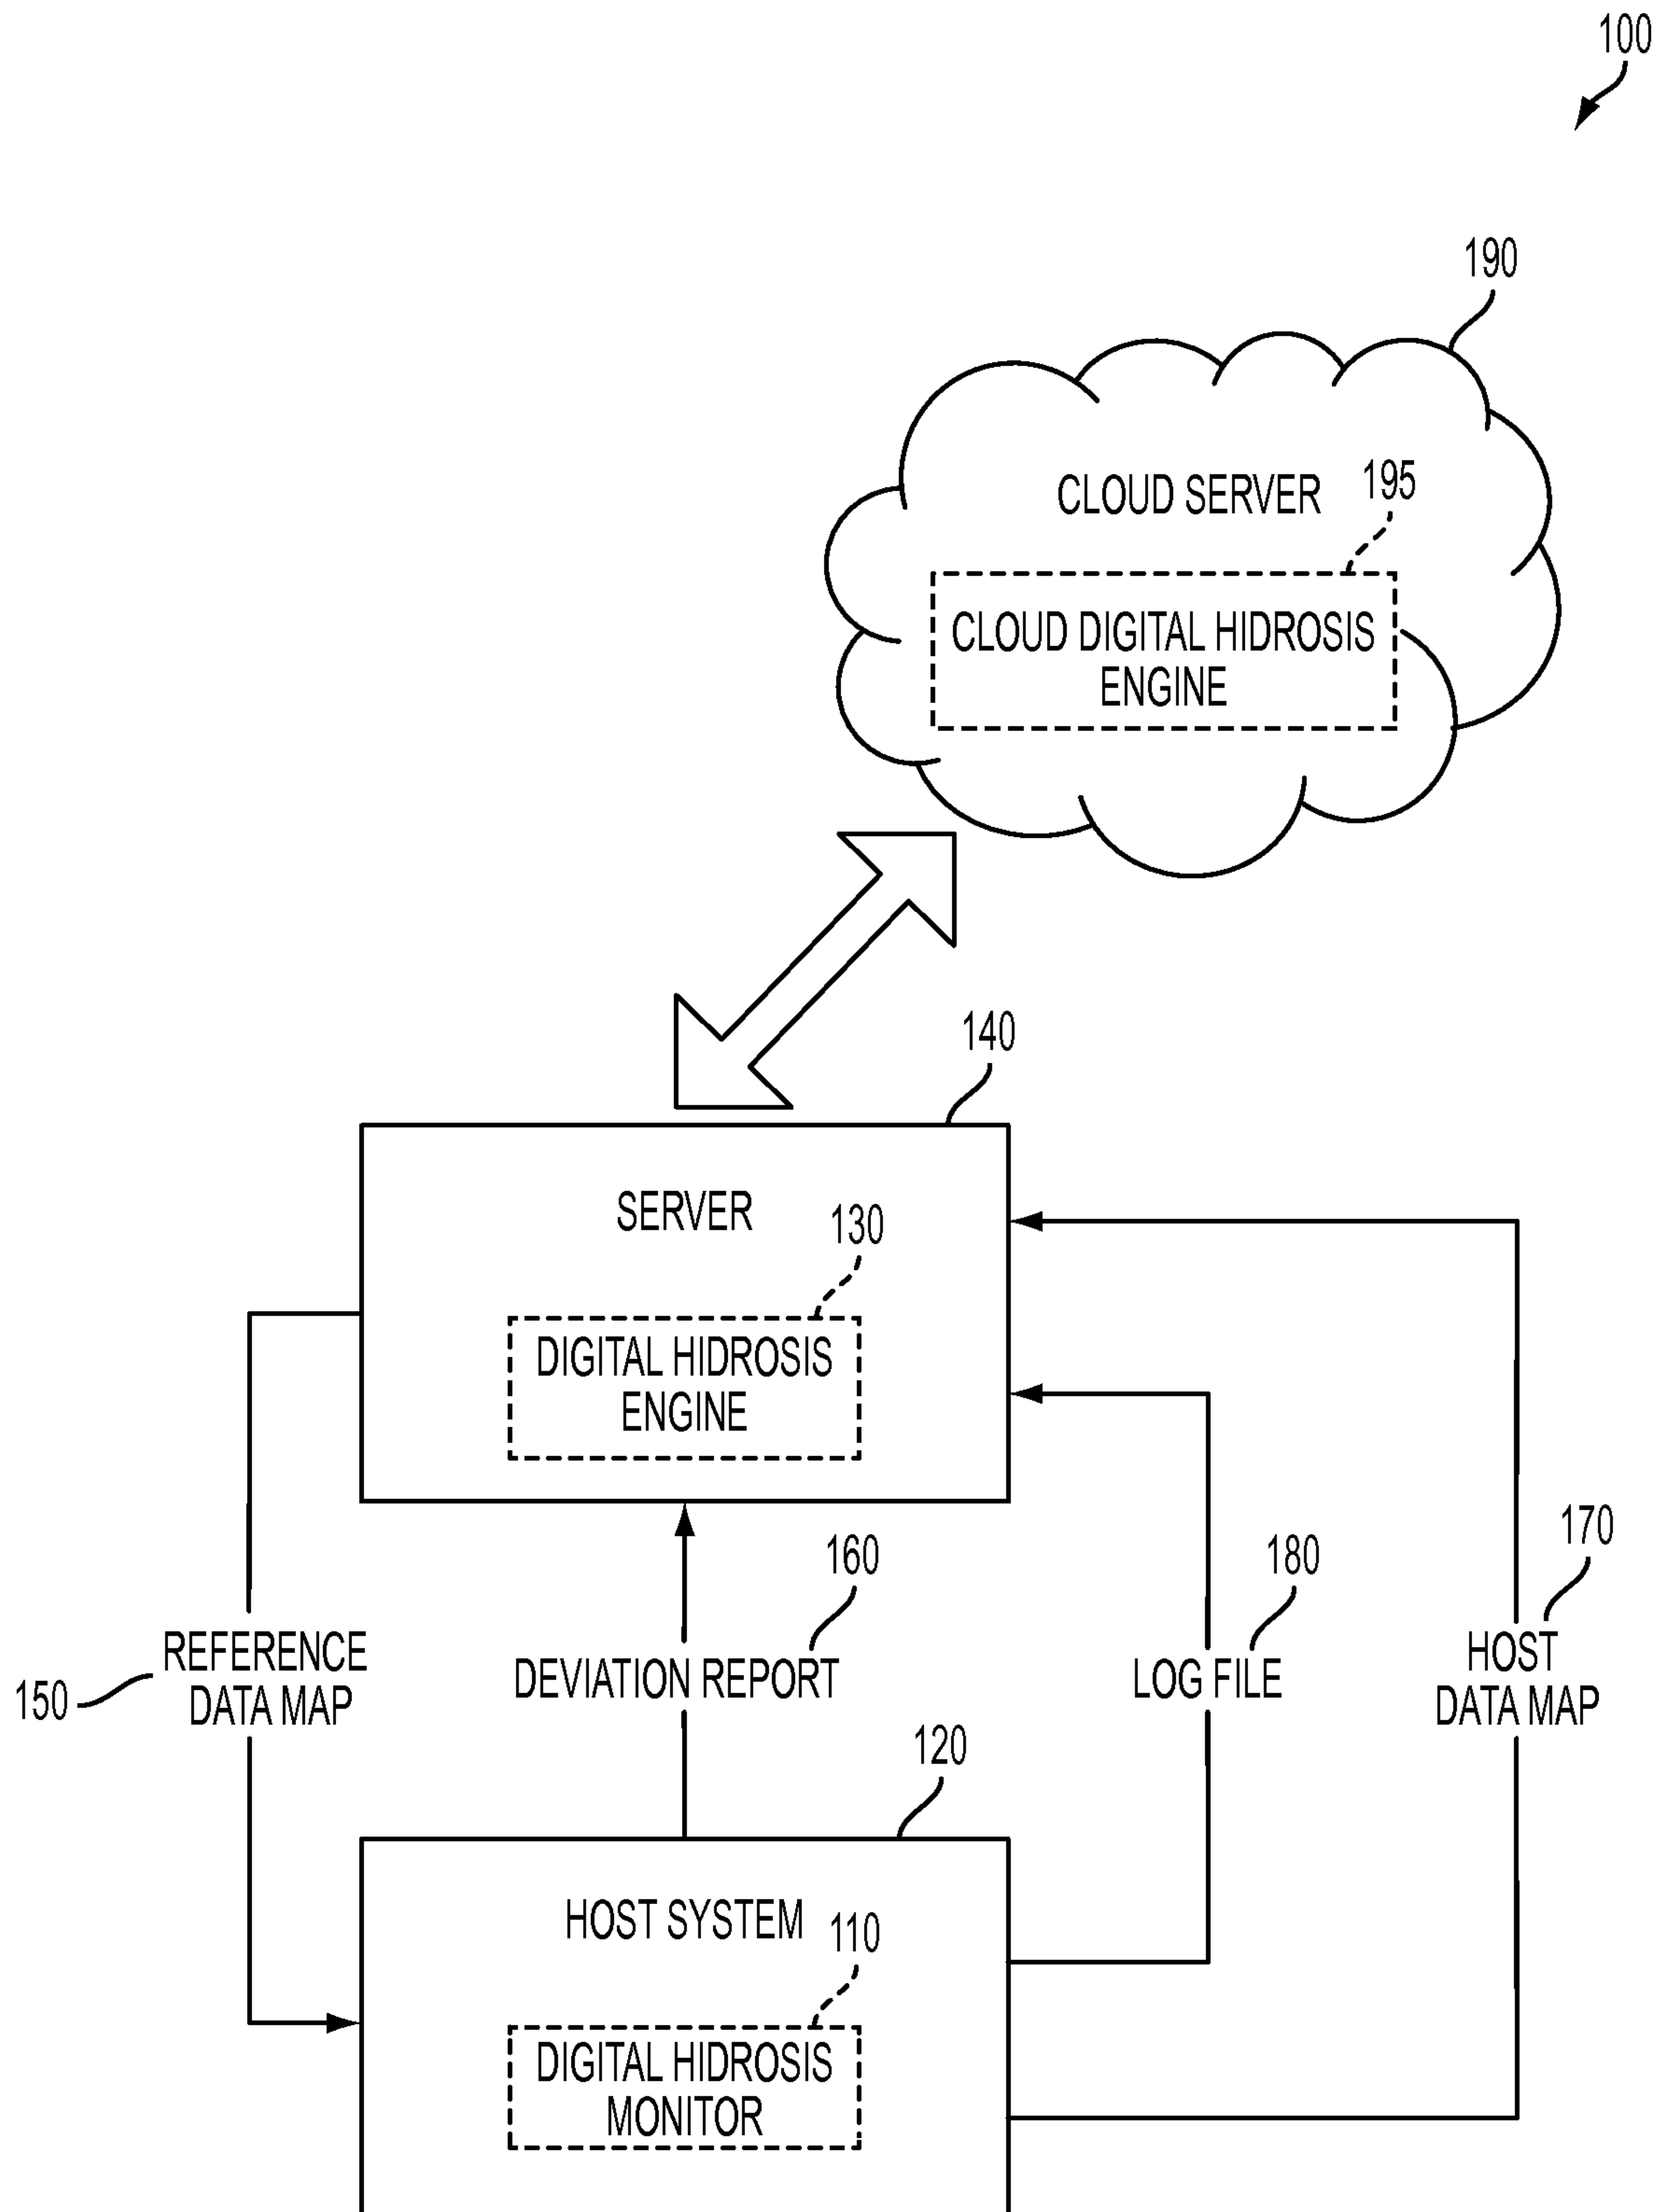 100
190
CLOUD SERVER
195
CLOUD DIGITAL HIDROSIS
ENGINE
140
SERVER
130
DIGITAL HIDROSIS
ENGINE
150
REFERENCE
DATA MAP
160
DEVIATION REPORT
180
LOG FILE
170
HOST
DATA MAP
120
HOST SYSTEM
110
DIGITAL HIDROSIS
MONITOR